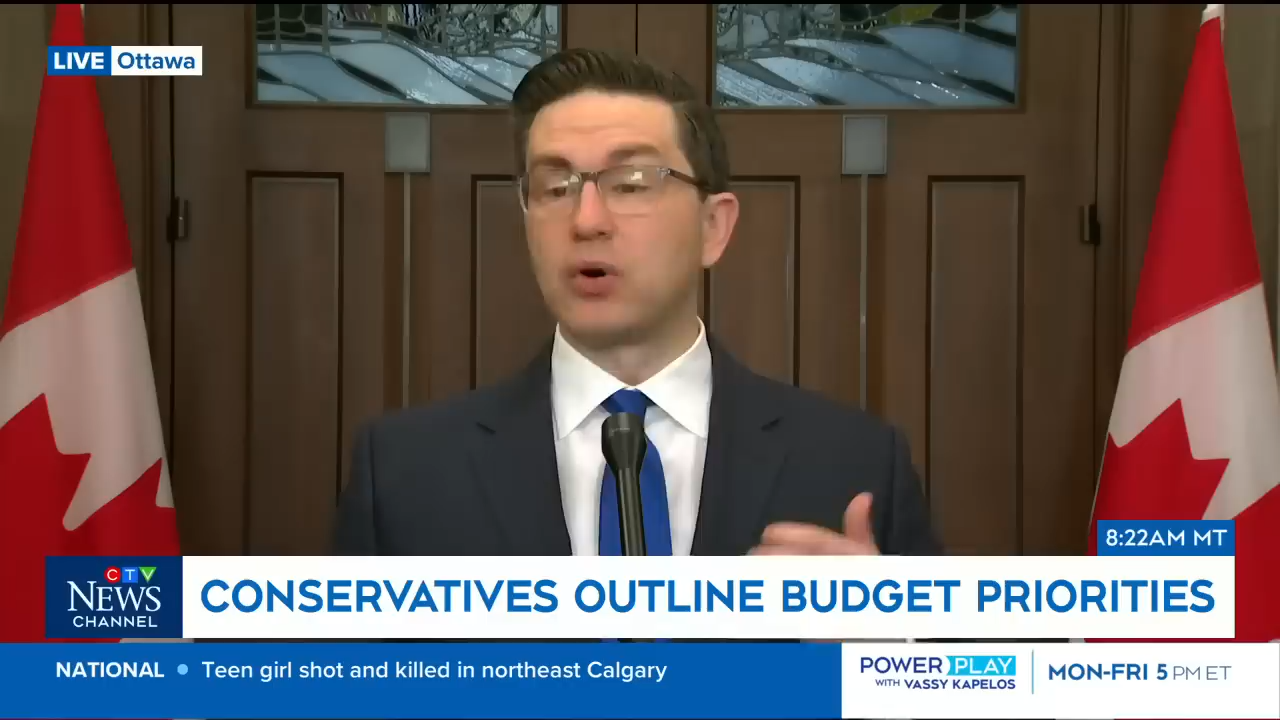 LIVE Ottawa
8:22AM MT
CTV
NEWS
CHANNEL
CONSERVATIVES OUTLINE BUDGET PRIORITIES
NATIONAL • Teen girl shot and killed in northeast Calgary
POWER PLAY
WITH VASSY KAPELOS
MON-FRI 5 PM ET